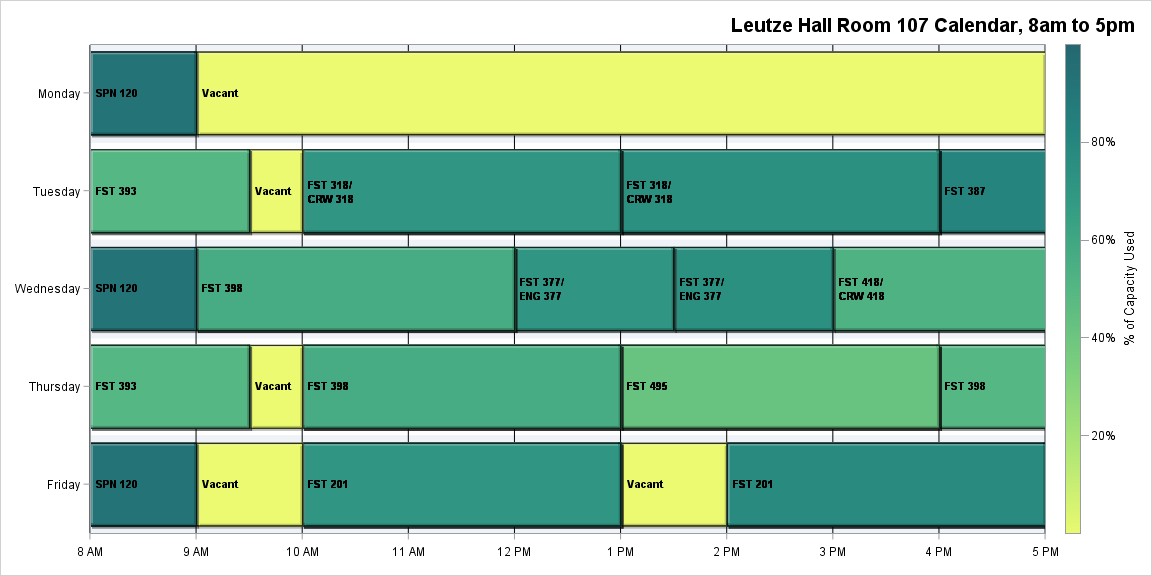 Leutze Hall Room 107 Calendar, 8am to 5pm
Monday
SPN 120
Vacant
Tuesday
FST 393
Vacant
FST 318/
CRW 318
FST 318/
CRW 318
FST 387
Wednesday
SPN 120
FST 398
FST 377/
ENG 377
FST 377/
ENG 377
FST 418/
CRW 418
Thursday
FST 393
Vacant
FST 398
FST 495
FST 398
Friday
SPN 120
Vacant
FST 201
Vacant
FST 201
8 AM
9 AM
10 AM
11 AM
12 PM
1 PM
2 PM
3 PM
4 PM
5 PM
80%
60%
40%
20%
% of Capacity Used